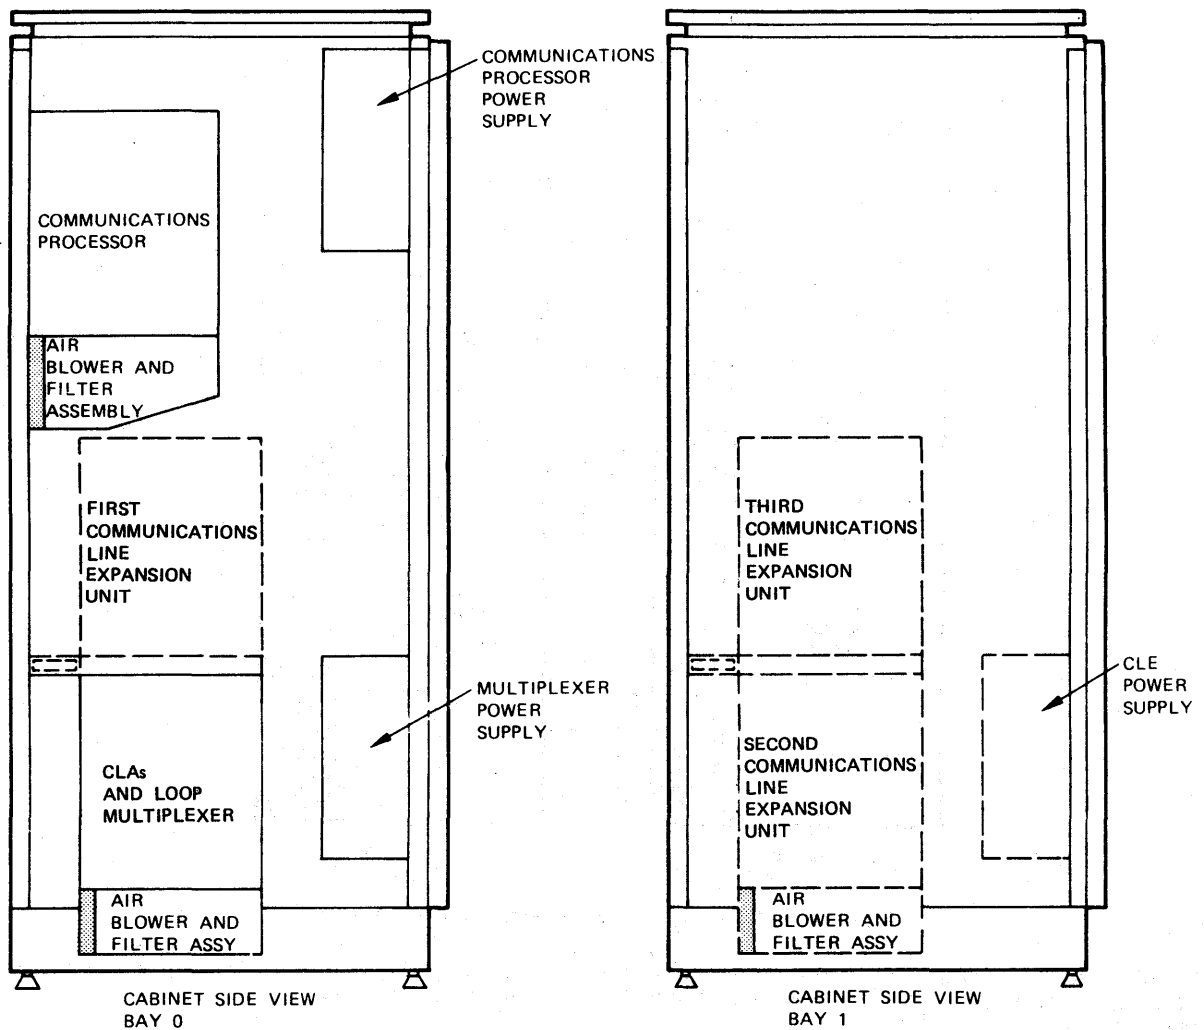 COMMUNICATIONS
PROCESSOR
POWER
SUPPLY
COMMUNICATIONS
PROCESSOR
AIR
BLOWER AND
FILTER
ASSEMBLY
FIRST
COMMUNICATIONS
LINE
EXPANSION
UNIT
MULTIPLEXER
POWER
SUPPLY
CLAs
AND LOOP
MULTIPLEXER
AIR
BLOWER AND
FILTER ASSY
CABINET SIDE VIEW
BAY 0
THIRD
COMMUNICATIONS
LINE
EXPANSION
UNIT
CLE
POWER
SUPPLY
SECOND
COMMUNICATIONS
LINE
EXPANSION
UNIT
AIR
BLOWER AND
FILTER ASSY
CABINET SIDE VIEW
BAY 1